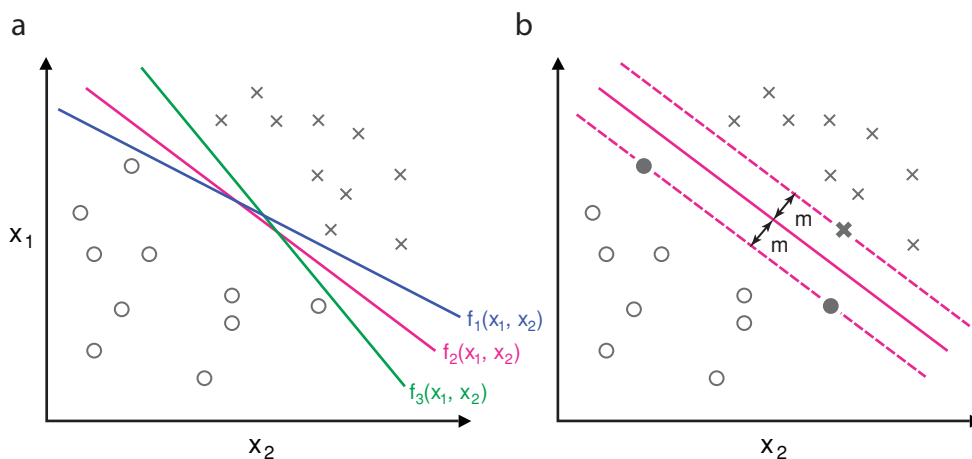 a
b
x₁
f₁(x₁, x₂)
f₂(x₁, x₂)
f₃(x₁, x₂)
x₂
m
m
x₂